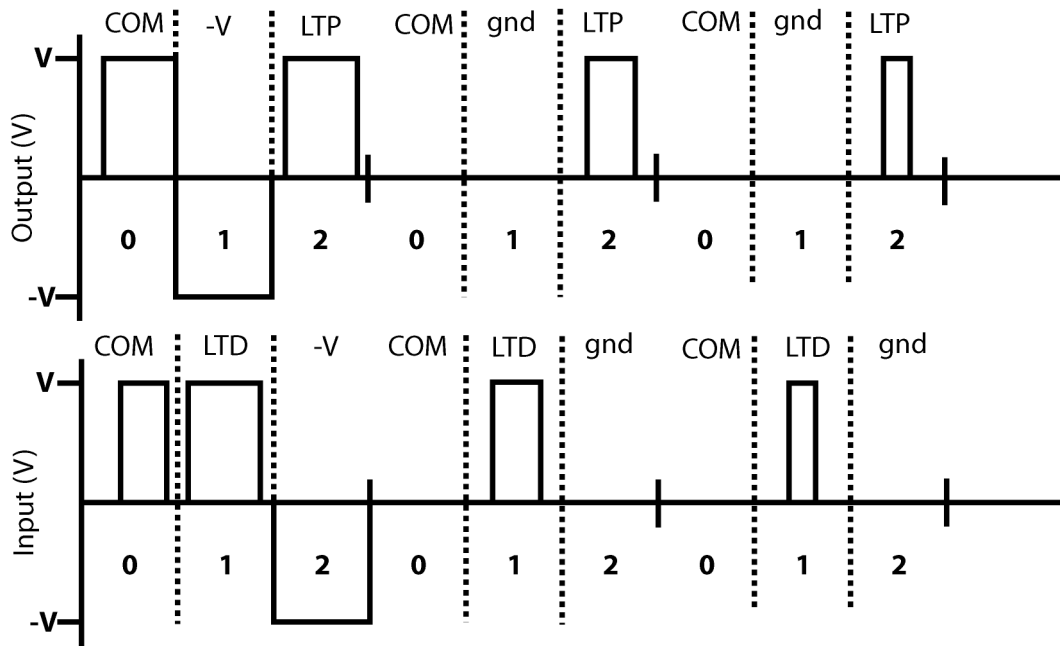 COM -V LTP COM gnd LTP COM gnd LTP
V
Output (V)
0 1 2 0 1 2 0 1 2
-V
COM LTD -V COM LTD gnd COM LTD gnd
V
Input (V)
0 1 2 0 1 2 0 1 2
-V